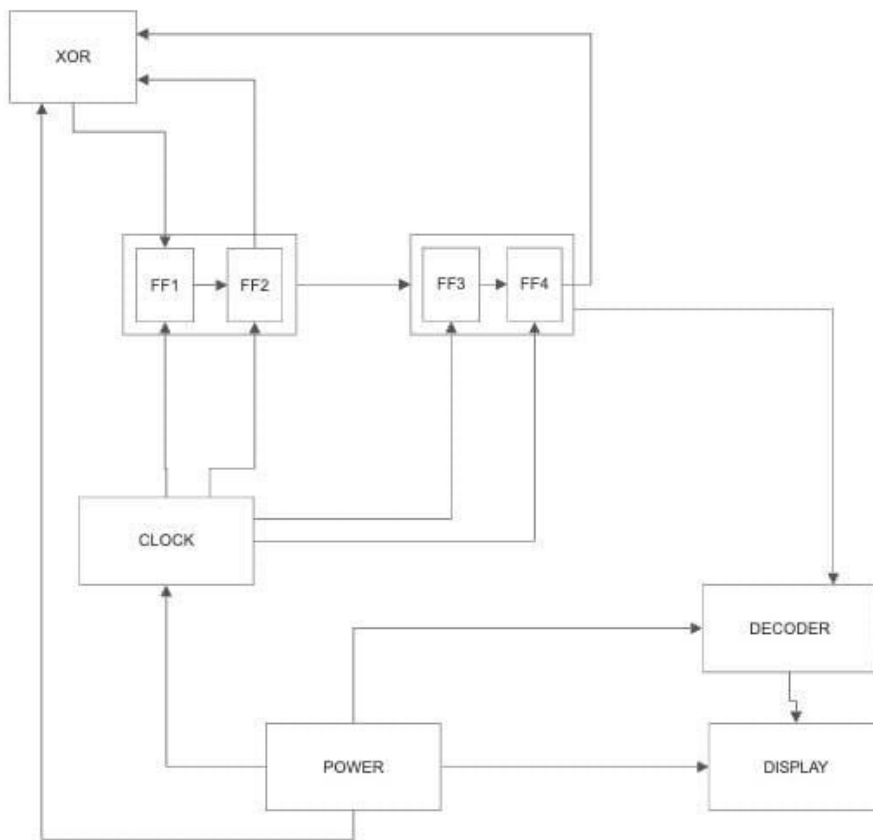 XOR
FF1
FF2
FF3
FF4
CLOCK
DECODER
POWER
DISPLAY